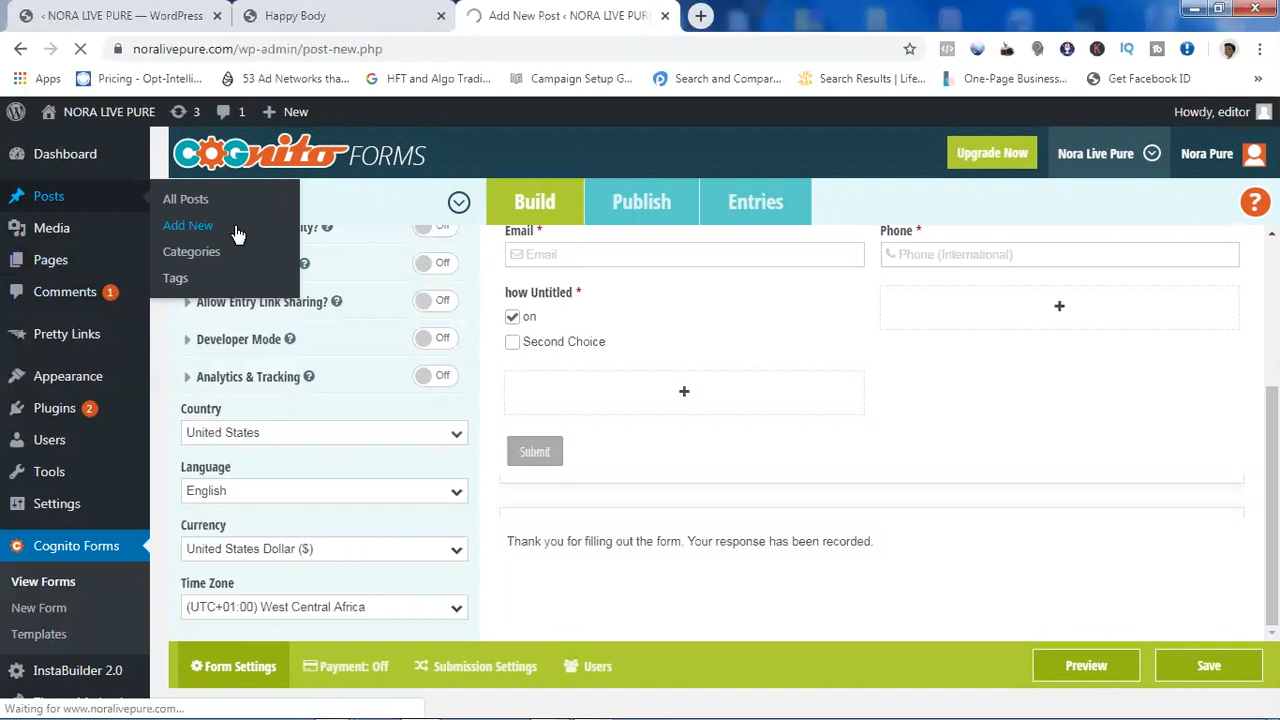 ‹ NORA LIVE PURE — WordPress
Happy Body
Add New Post ‹ NORA LIVE PURE
noralivepure.com/wp-admin/post-new.php
IQ
Apps
Pricing - Opt-Intelli...
53 Ad Networks tha...
HFT and Algo Tradi...
Campaign Setup G...
Search and Compar...
Search Results | Life...
One-Page Business...
Get Facebook ID
»
NORA LIVE PURE
3
1
New
Howdy, editor
Dashboard
Posts
Media
Pages
Comments 1
Pretty Links
Appearance
Plugins 2
Users
Tools
Settings
Cognito Forms
View Forms
New Form
Templates
InstaBuilder 2.0
All Posts
Add New
Categories
Tags
COGNITO FORMS
Upgrade Now
Nora Live Pure
Nora Pure
Build
Publish
Entries
?
Off
Off
Allow Entry Link Sharing?
Off
Developer Mode
Off
Analytics & Tracking
Off
Country
United States
Language
English
Currency
United States Dollar ($)
Time Zone
(UTC+01:00) West Central Africa
Email *
Email
Phone *
Phone (International)
how Untitled *
on
Second Choice
+
+
Submit
Thank you for filling out the form. Your response has been recorded.
Form Settings
Payment: Off
Submission Settings
Users
Preview
Save
Waiting for www.noralivepure.com...